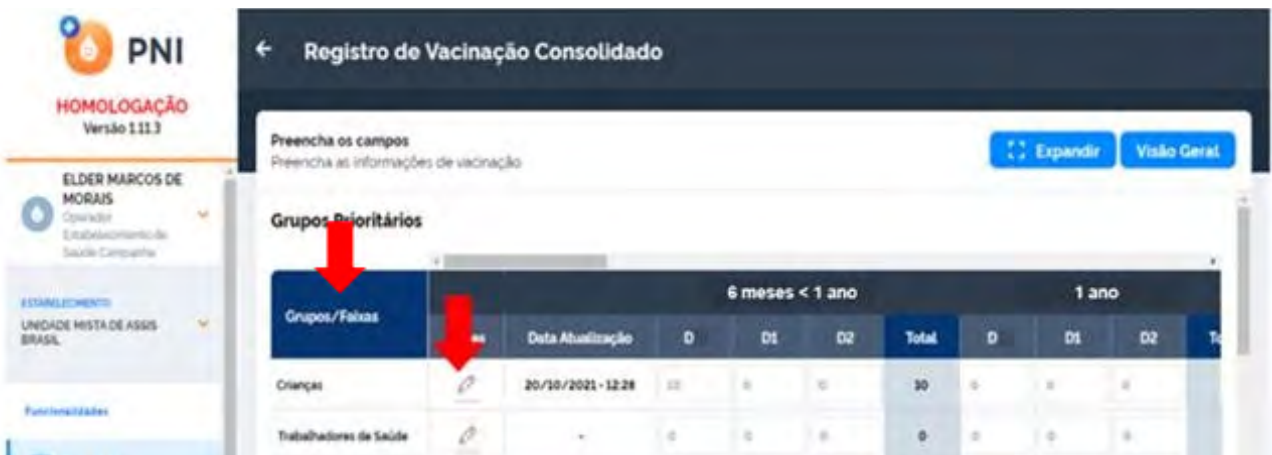 PNI
HOMOLOGAÇÃO
Versão 1.11.3
ELDER MARCOS DE
MORAIS
Operador
Estabelecimento de
Saúde Campanha
ESTABELECIMENTO
UNIDADE MISTA DE ASSIS
BRASIL
Funcionalidades
Registro de Vacinação Consolidado
Preencha os campos
Preencha as informações de vacinação
Expandir Visão Geral
Grupos Prioritários
6 meses < 1 ano 1 ano
Grupos/Faixas
Data Atualização D D1 D2 Total D D1 D2
Crianças 20/10/2021 - 12:28 10 0 0 10 0 0 0
Trabalhadores de Saúde - 0 0 0 0 0 0 0